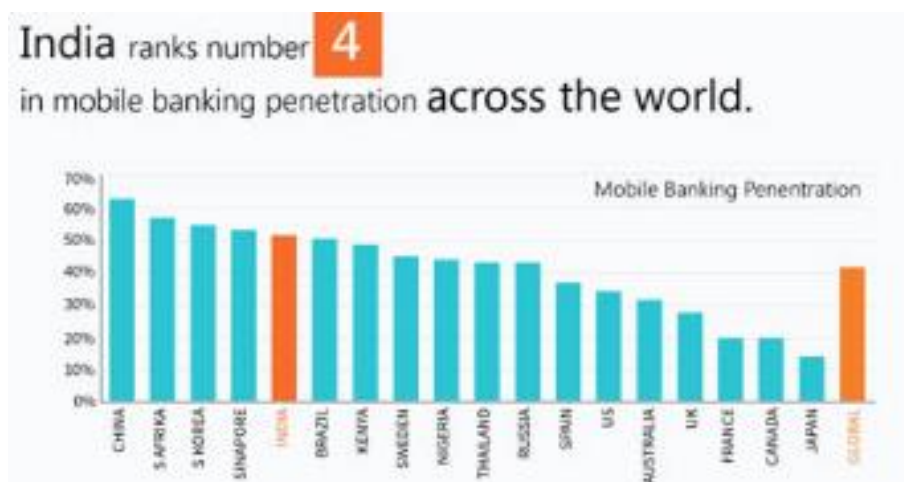 India ranks number 4
in mobile banking penetration across the world.
Mobile Banking Penentration
70%
60%
50%
40%
30%
20%
10%
0%
CHINA
S AFRIKA
S KOREA
SINAPORE
INDIA
BRAZIL
KENYA
SWEDEN
NIGERIA
THAILAND
RUSSIA
SPAIN
US
AUSTRALIA
UK
FRANCE
CANADA
JAPAN
GLOBAL